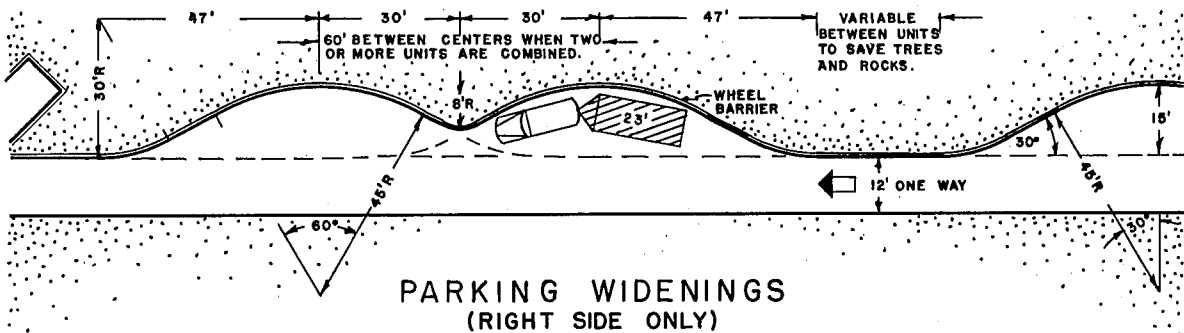 47'
30'
30'
47'
VARIABLE
BETWEEN UNITS
TO SAVE TREES
AND ROCKS.
60' BETWEEN CENTERS WHEN TWO
OR MORE UNITS ARE COMBINED.
30'R
8'R
WHEEL
BARRIER
23'
15'
30°
45'R
12' ONE WAY
45'R
60°
30°
PARKING WIDENINGS
(RIGHT SIDE ONLY)